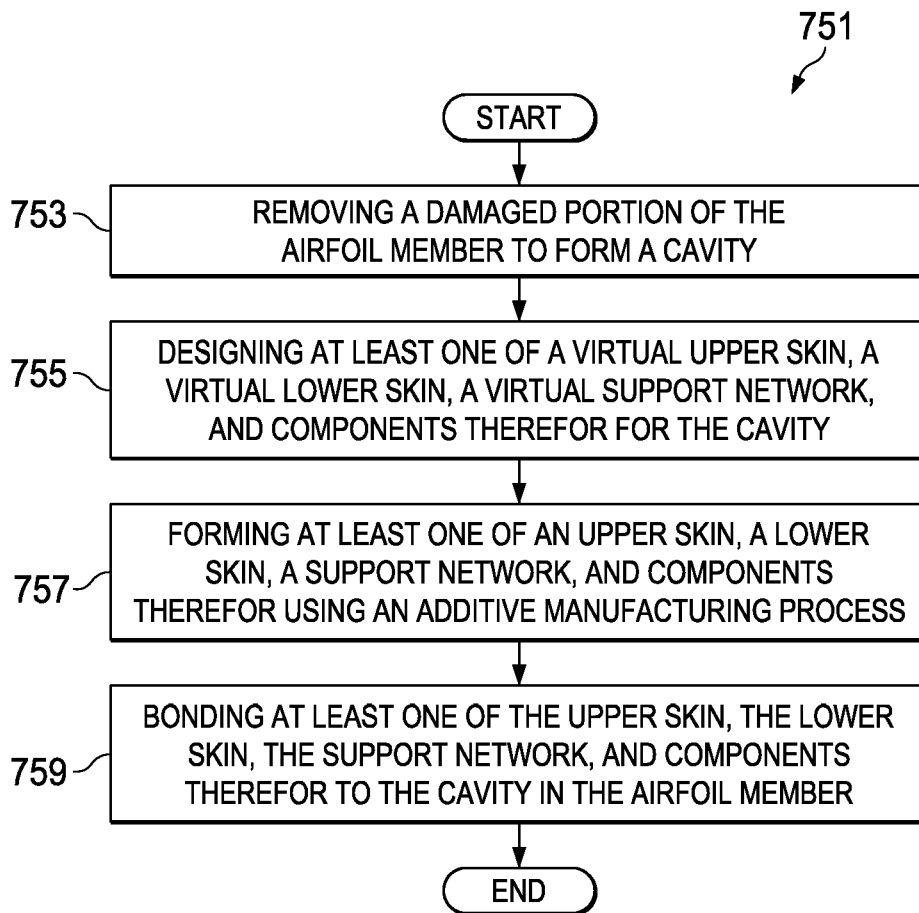 751
START
753
REMOVING A DAMAGED PORTION OF THE
AIRFOIL MEMBER TO FORM A CAVITY
755
DESIGNING AT LEAST ONE OF A VIRTUAL UPPER SKIN, A
VIRTUAL LOWER SKIN, A VIRTUAL SUPPORT NETWORK,
AND COMPONENTS THEREFOR FOR THE CAVITY
757
FORMING AT LEAST ONE OF AN UPPER SKIN, A LOWER
SKIN, A SUPPORT NETWORK, AND COMPONENTS
THEREFOR USING AN ADDITIVE MANUFACTURING PROCESS
759
BONDING AT LEAST ONE OF THE UPPER SKIN, THE LOWER
SKIN, THE SUPPORT NETWORK, AND COMPONENTS
THEREFOR TO THE CAVITY IN THE AIRFOIL MEMBER
END